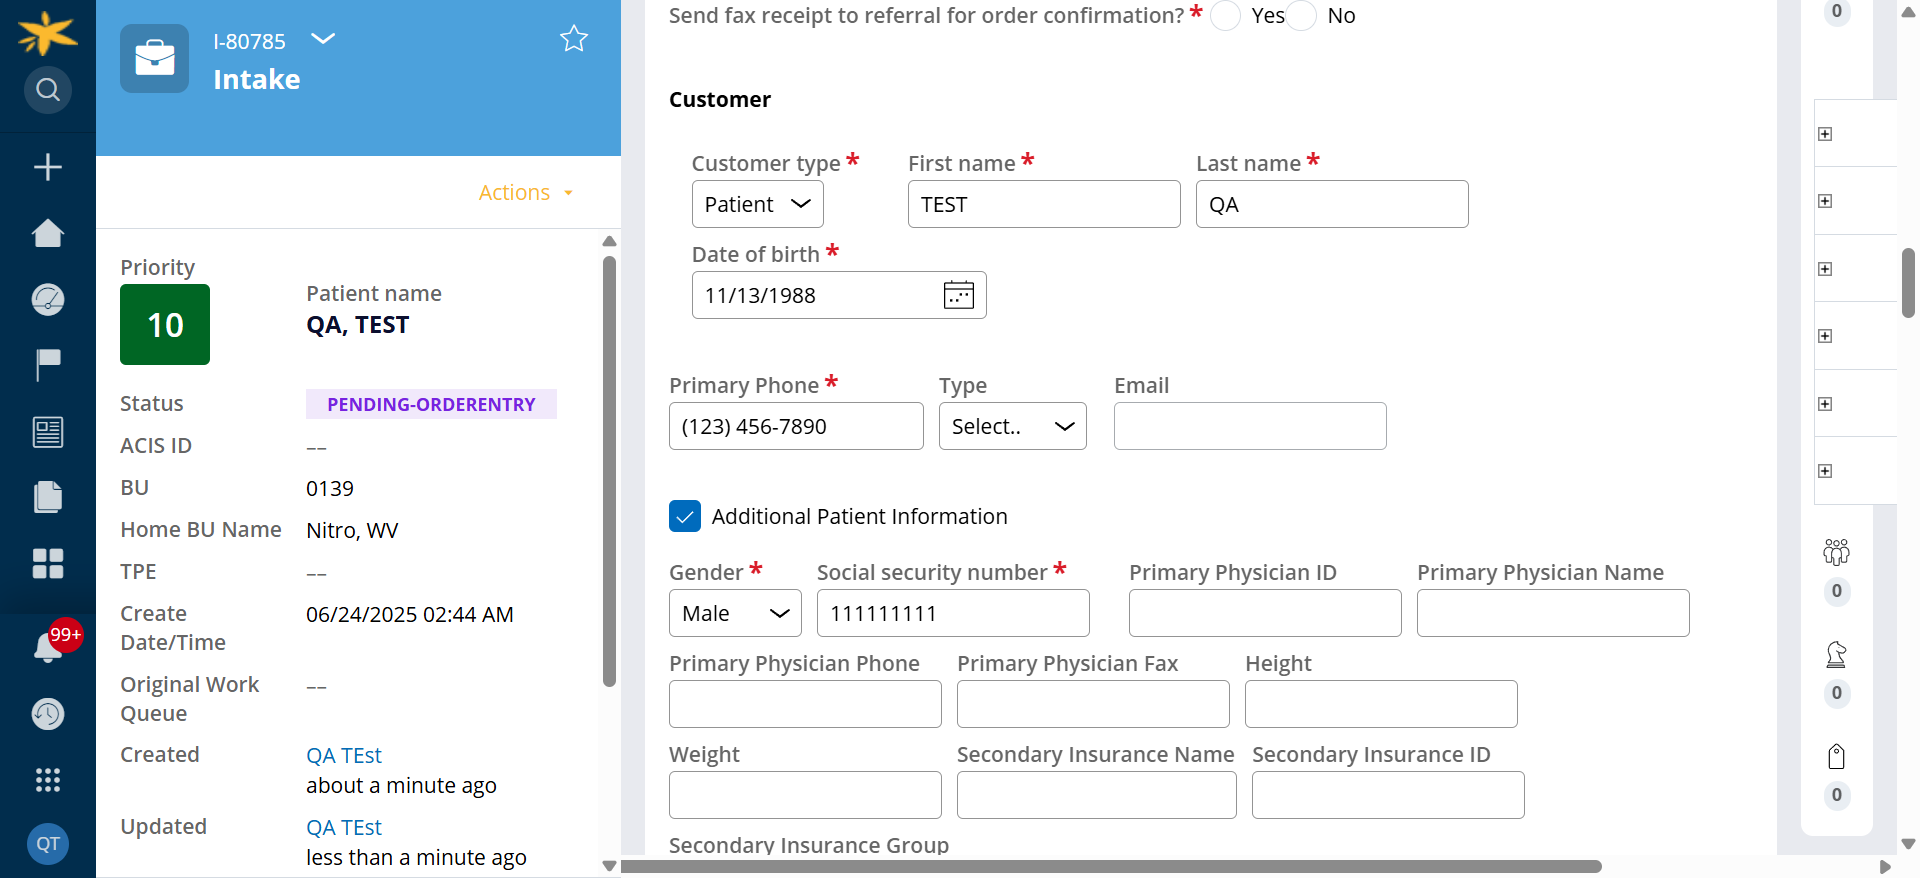 I-80785
Intake
Actions
Priority
10
Patient name
QA, TEST
Status PENDING-ORDERENTRY
ACIS ID --
BU 0139
Home BU Name Nitro, WV
TPE --
Create Date/Time 06/24/2025 02:44 AM
Original Work Queue --
Created QA TEst
about a minute ago
Updated QA TEst
less than a minute ago
99+
QT
Send fax receipt to referral for order confirmation? * Yes No
Customer
Customer type * First name * Last name *
Patient TEST QA
Date of birth *
11/13/1988
Primary Phone * Type Email
(123) 456-7890 Select..
Additional Patient Information
Gender * Social security number * Primary Physician ID Primary Physician Name
Male 111111111
Primary Physician Phone Primary Physician Fax Height
Weight Secondary Insurance Name Secondary Insurance ID
Secondary Insurance Group
0
0
0
0